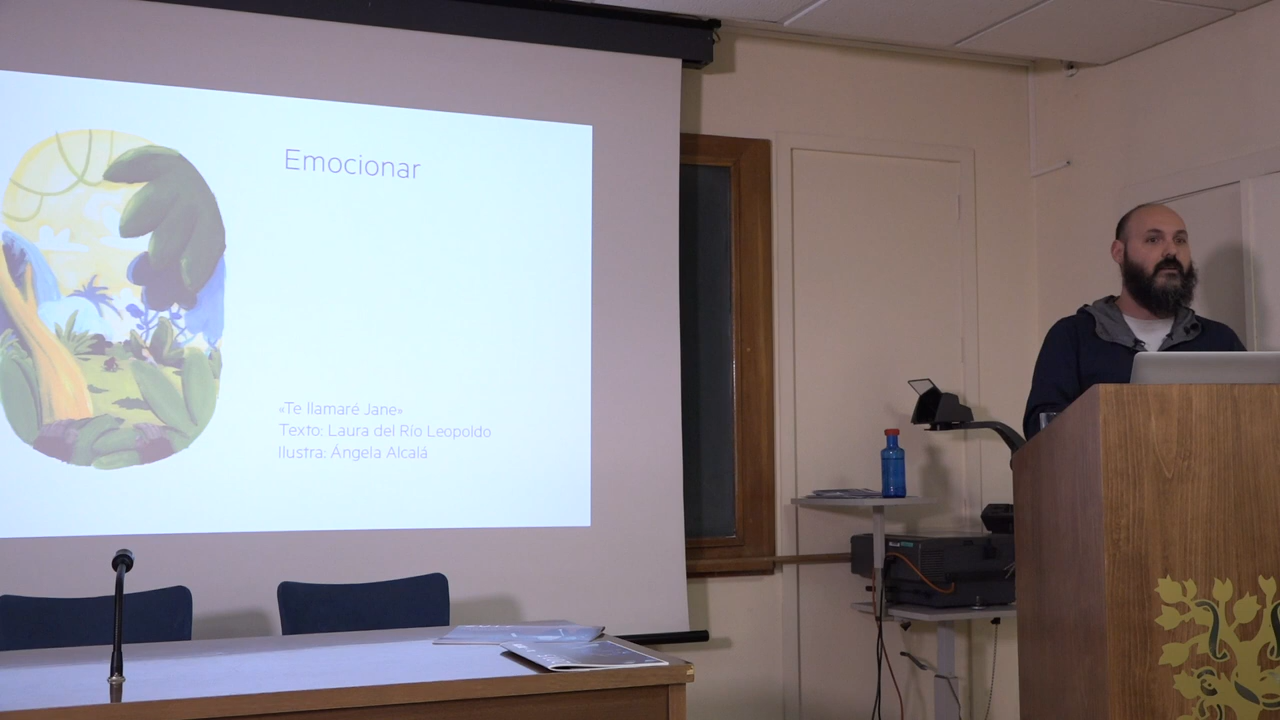 Emocionar
«Te llamaré Jane»
Texto: Laura del Río Leopoldo
Ilustra: Ángela Alcalá